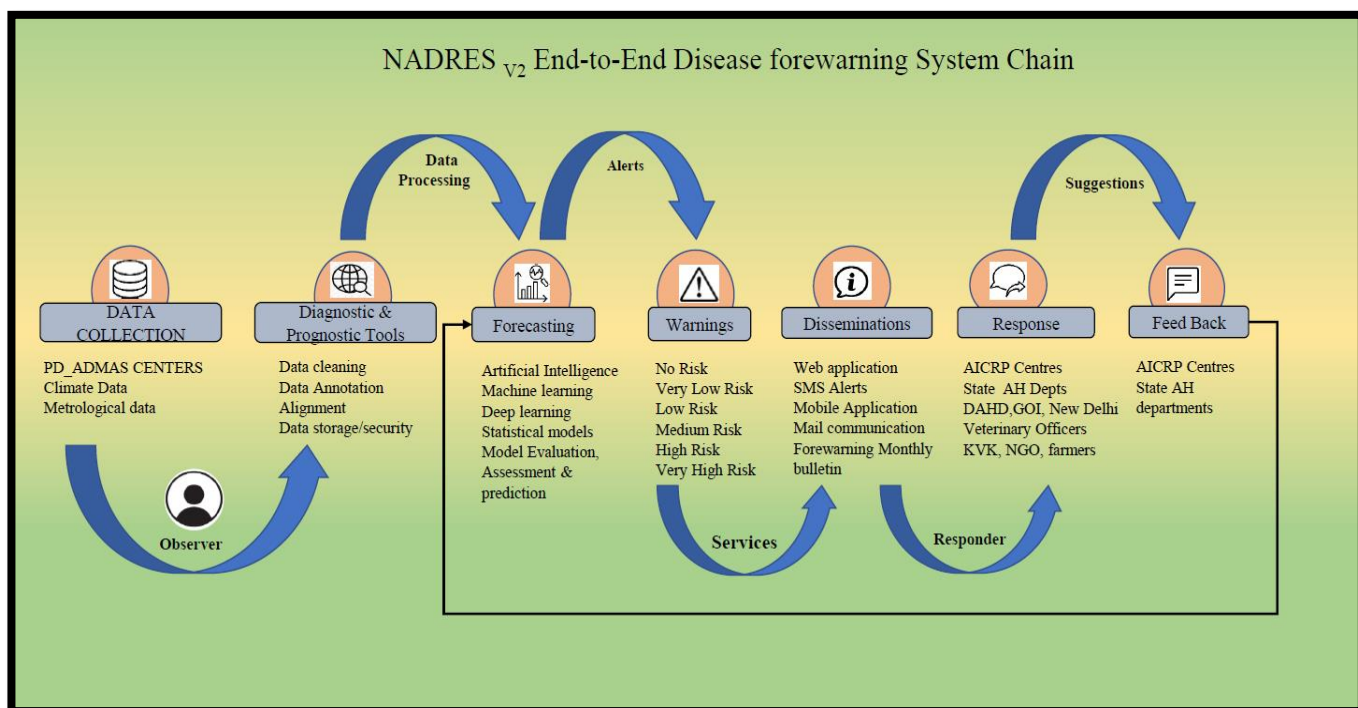 NADRES V2 End-to-End Disease forewarning System Chain
Data
Processing
Alerts
Suggestions
DATA
COLLECTION
PD_ADMAS CENTERS
Climate Data
Metrological data
Observer
Diagnostic &
Prognostic Tools
Data cleaning
Data Annotation
Alignment
Data storage/security
Forecasting
Artificial Intelligence
Machine learning
Deep learning
Statistical models
Model Evaluation,
Assessment &
prediction
Warnings
No Risk
Very Low Risk
Low Risk
Medium Risk
High Risk
Very High Risk
Services
Disseminations
Web application
SMS Alerts
Mobile Application
Mail communication
Forewarning Monthly
bulletin
Responder
Response
AICRP Centres
State AH Depts
DAHD,GOI, New Delhi
Veterinary Officers
KVK, NGO, farmers
Feed Back
AICRP Centres
State AH
departments